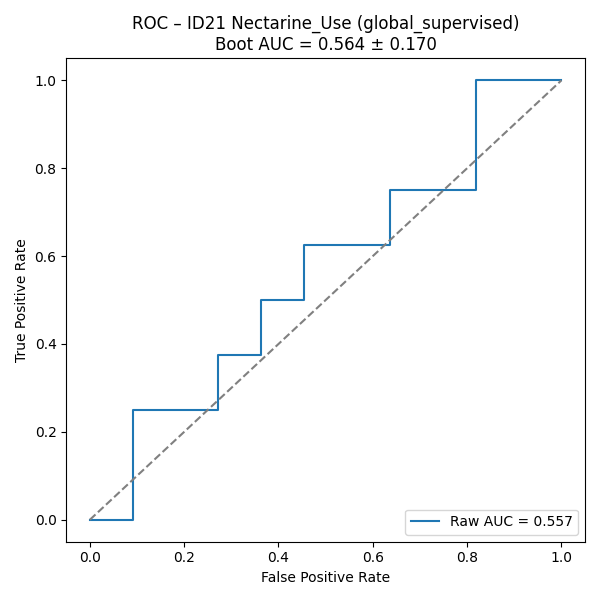 ROC – ID21 Nectarine_Use (global_supervised)
Boot AUC = 0.564 ± 0.170
True Positive Rate
1.0
0.8
0.6
0.4
0.2
0.0
Raw AUC = 0.557
0.0 0.2 0.4 0.6 0.8 1.0
False Positive Rate